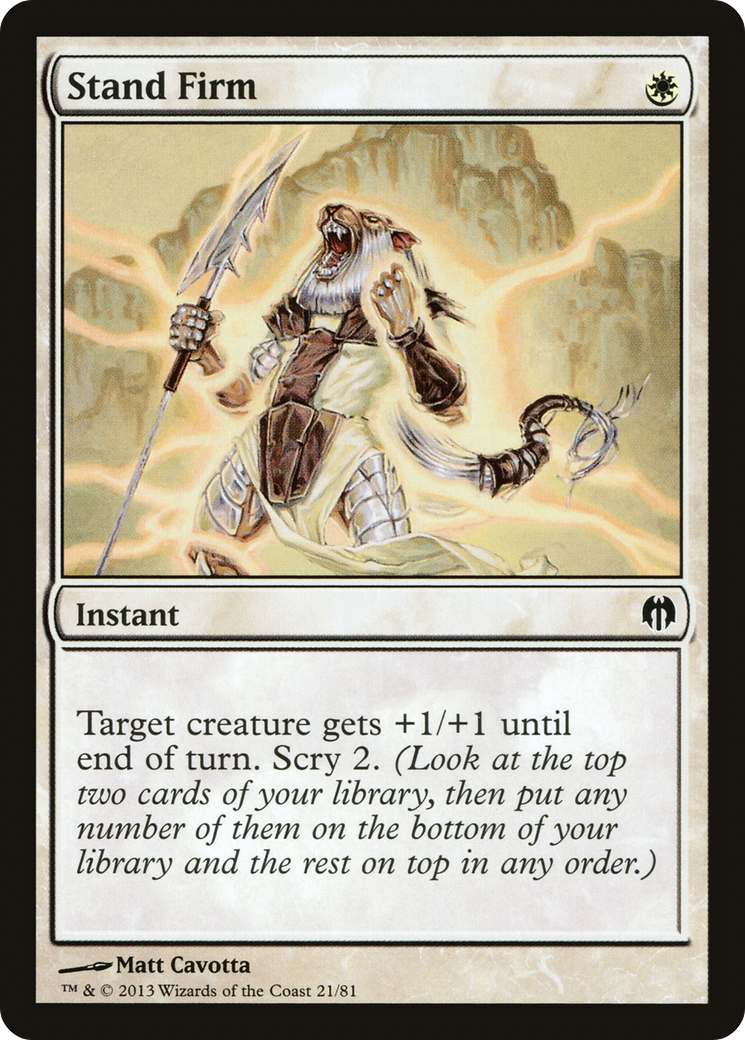 Stand Firm
Instant
Target creature gets +1/+1 until
end of turn. Scry 2. (Look at the top
two cards of your library, then put any
number of them on the bottom of your
library and the rest on top in any order.)
Matt Cavotta
™ & © 2013 Wizards of the Coast 21/81